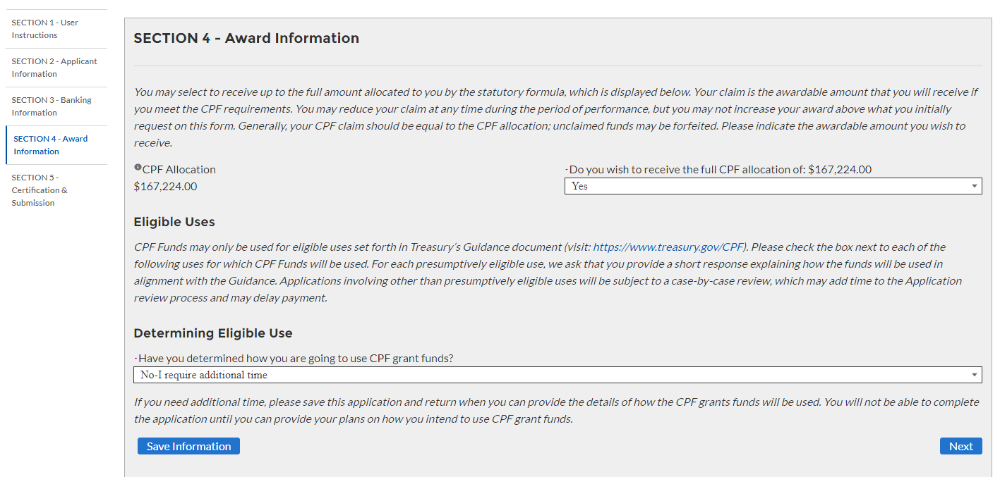 SECTION 1 - User
Instructions
SECTION 2 - Applicant
Information
SECTION 3 - Banking
Information
SECTION 4 - Award
Information
SECTION 5 -
Certification &
Submission
SECTION 4 - Award Information
You may select to receive up to the full amount allocated to you by the statutory formula, which is displayed below. Your claim is the awardable amount that you will receive if
you meet the CPF requirements. You may reduce your claim at any time during the period of performance, but you may not increase your award above what you initially
request on this form. Generally, your CPF claim should be equal to the CPF allocation; unclaimed funds may be forfeited. Please indicate the awardable amount you wish to
receive.
CPF Allocation
$167,224.00
Do you wish to receive the full CPF allocation of: $167,224.00
Yes
Eligible Uses
CPF Funds may only be used for eligible uses set forth in Treasury's Guidance document (visit: https://www.treasury.gov/CPF). Please check the box next to each of the
following uses for which CPF Funds will be used. For each presumptively eligible use, we ask that you provide a short response explaining how the funds will be used in
alignment with the Guidance. Applications involving other than presumptively eligible uses will be subject to a case-by-case review, which may add time to the Application
review process and may delay payment.
Determining Eligible Use
Have you determined how you are going to use CPF grant funds?
No-I require additional time
If you need additional time, please save this application and return when you can provide the details of how the CPF grants funds will be used. You will not be able to complete
the application until you can provide your plans on how you intend to use CPF grant funds.
Save Information
Next